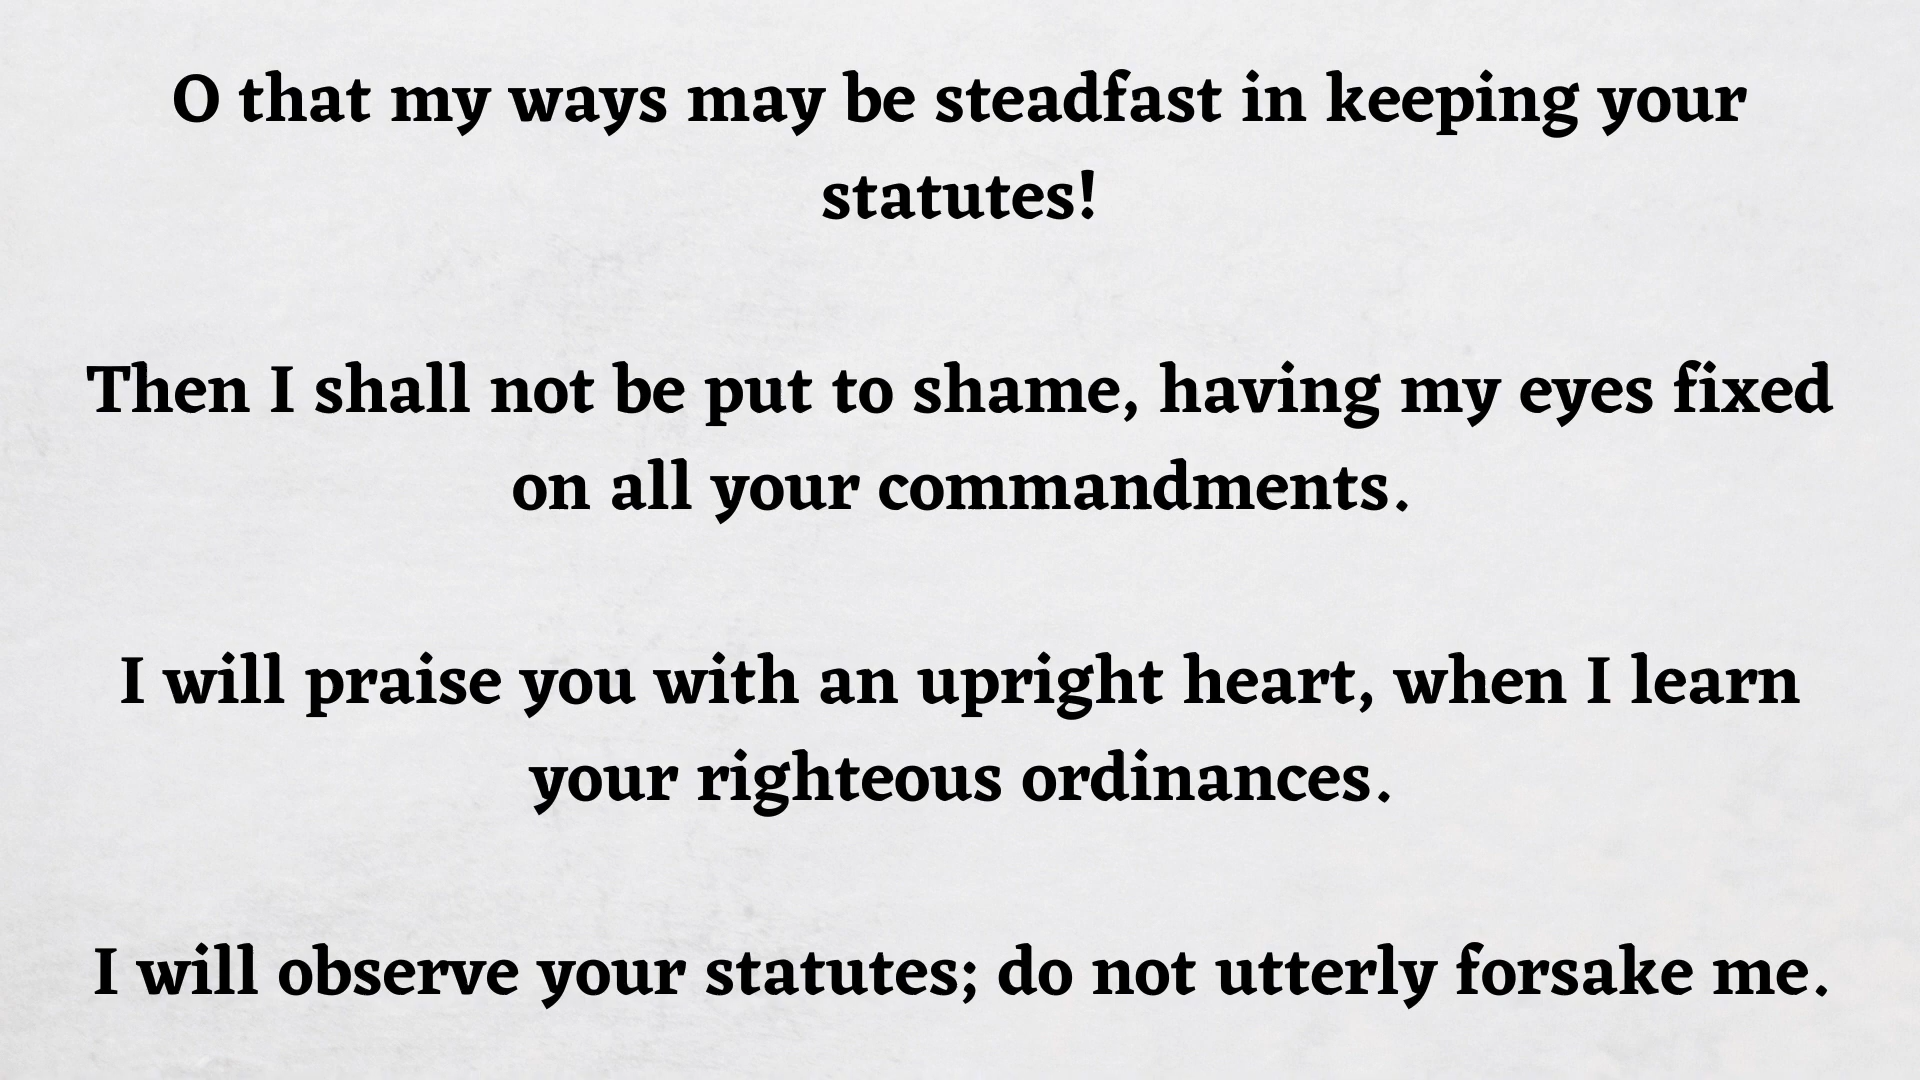 O that my ways may be steadfast in keeping your
statutes!
Then I shall not be put to shame, having my eyes fixed
on all your commandments.
I will praise you with an upright heart, when I learn
your righteous ordinances.
I will observe your statutes; do not utterly forsake me.